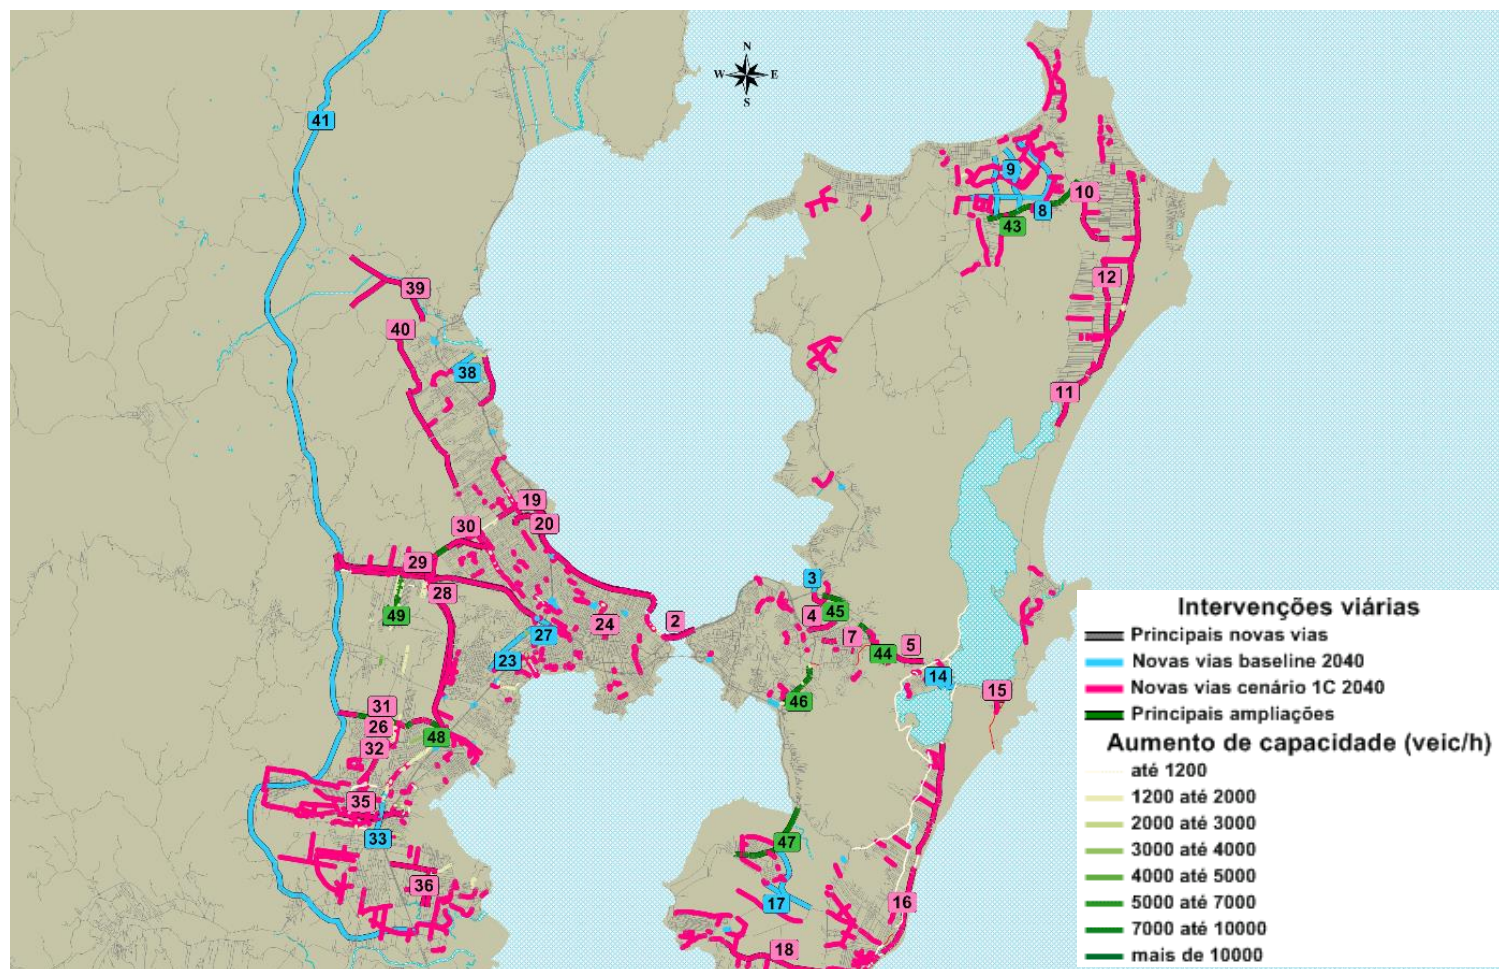 N
W E
S
41
9
10
8
43
12
39
40
38
11
19
20
30
29
28
49
3
4
45
2
24
7
27
5
44
23
14
15
46
31
26
48
32
35
33
47
36
17
16
18
Intervenções viárias
Principais novas vias
Novas vias baseline 2040
Novas vias cenário 1C 2040
Principais ampliações
Aumento de capacidade (veic/h)
até 1200
1200 até 2000
2000 até 3000
3000 até 4000
4000 até 5000
5000 até 7000
7000 até 10000
mais de 10000